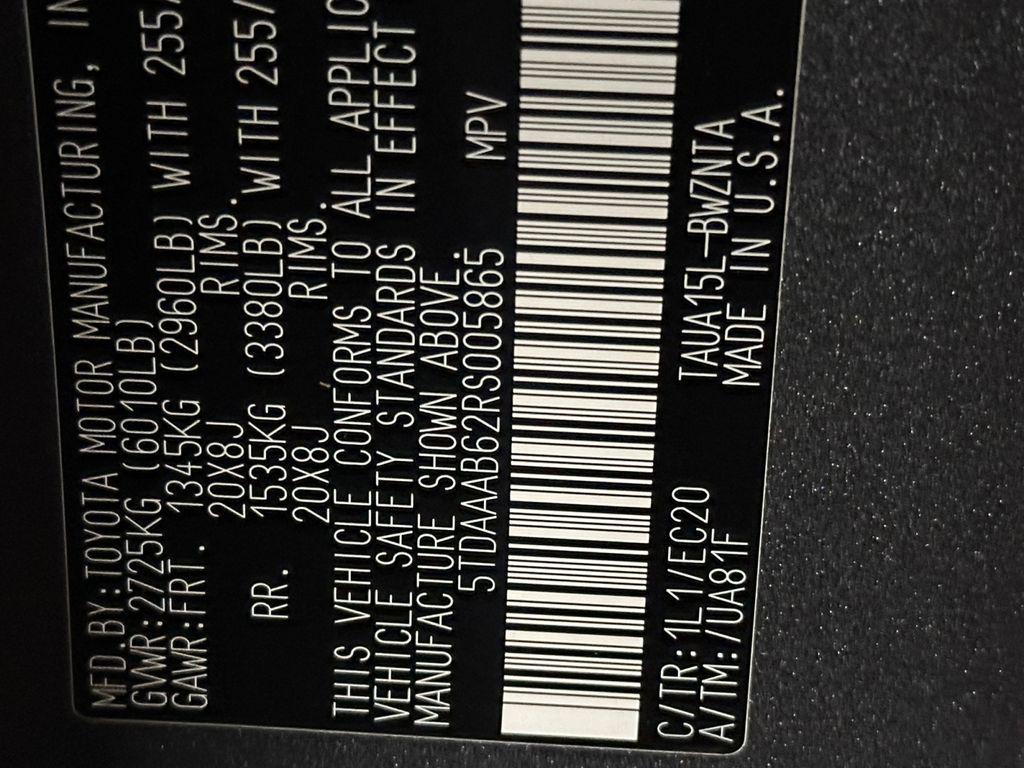 MFD.BY:TOYOTA MOTOR MANUFACTURING, IN
GVWR:2725KG (6010LB)
GAWR:FRT. 1345KG (2960LB) WITH 255/
20X8J RIMS.
RR. 1535KG (3380LB) WITH 255/
20X8J RIMS.
THIS VEHICLE CONFORMS TO ALL APPLIC
VEHICLE SAFETY STANDARDS IN EFFECT
MANUFACTURE SHOWN ABOVE.
5TDAAAB62RS005865 MPV
C/TR:1L1/EC20 TAUA15L-BWZNTA
A/TM:/UA81F MADE IN U.S.A.